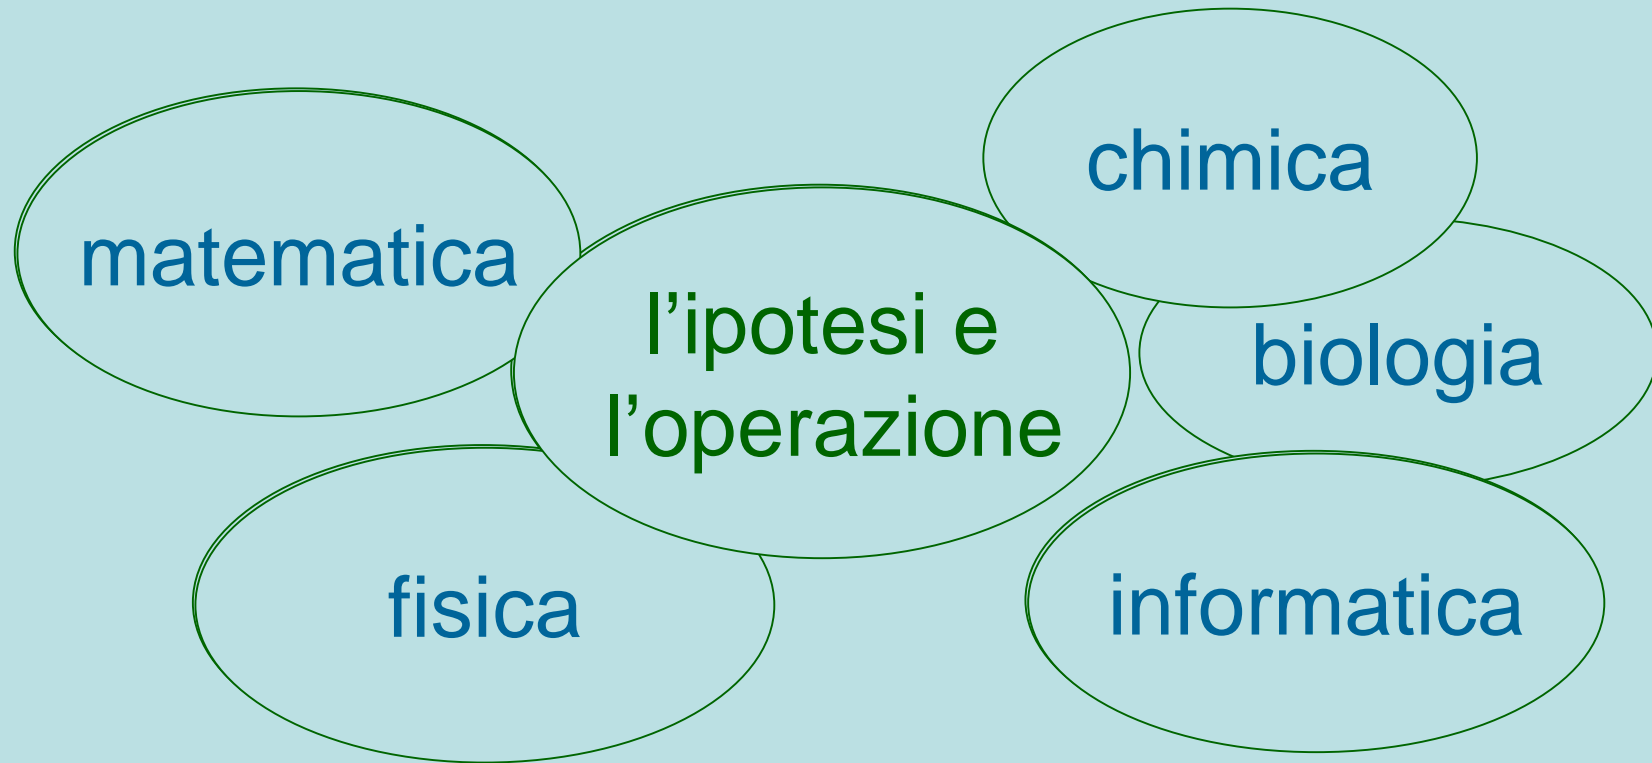 chimica
matematica
l’ipotesi e
l’operazione
biologia
fisica
informatica